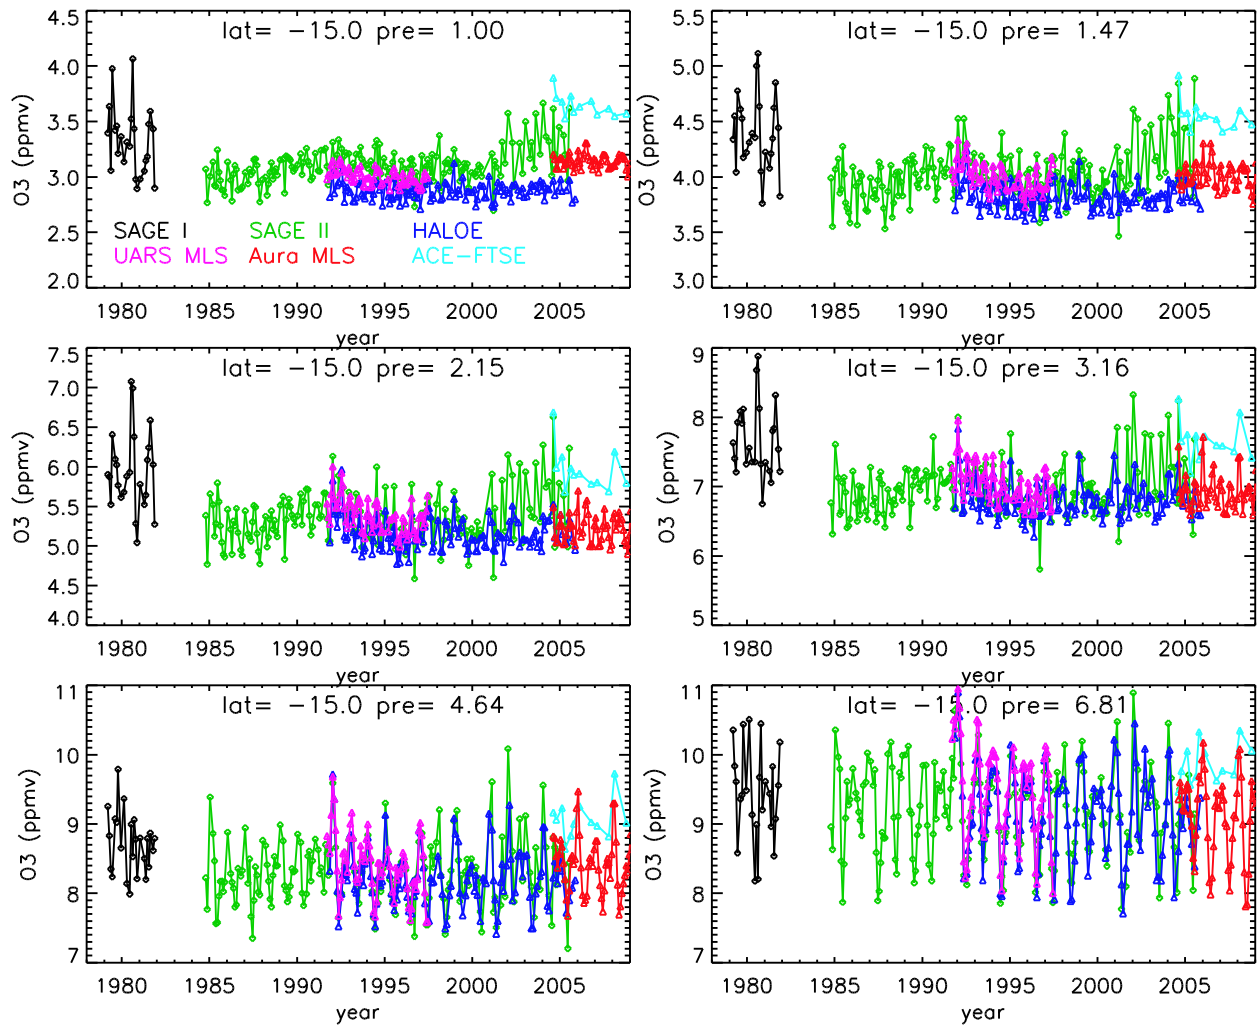 lat= -15.0 pre= 1.00
4.5
4.0
3.5
3.0
2.5
2.0
O3 (ppmv)
SAGE I SAGE II HALOE
UARS MLS Aura MLS ACE-FTSE
1980 1985 1990 1995 2000 2005
year
lat= -15.0 pre= 1.47
5.5
5.0
4.5
4.0
3.5
3.0
O3 (ppmv)
1980 1985 1990 1995 2000 2005
year
lat= -15.0 pre= 2.15
7.5
7.0
6.5
6.0
5.5
5.0
4.5
4.0
O3 (ppmv)
1980 1985 1990 1995 2000 2005
year
lat= -15.0 pre= 3.16
9
8
7
6
5
O3 (ppmv)
1980 1985 1990 1995 2000 2005
year
lat= -15.0 pre= 4.64
11
10
9
8
7
O3 (ppmv)
1980 1985 1990 1995 2000 2005
year
lat= -15.0 pre= 6.81
11
10
9
8
7
O3 (ppmv)
1980 1985 1990 1995 2000 2005
year